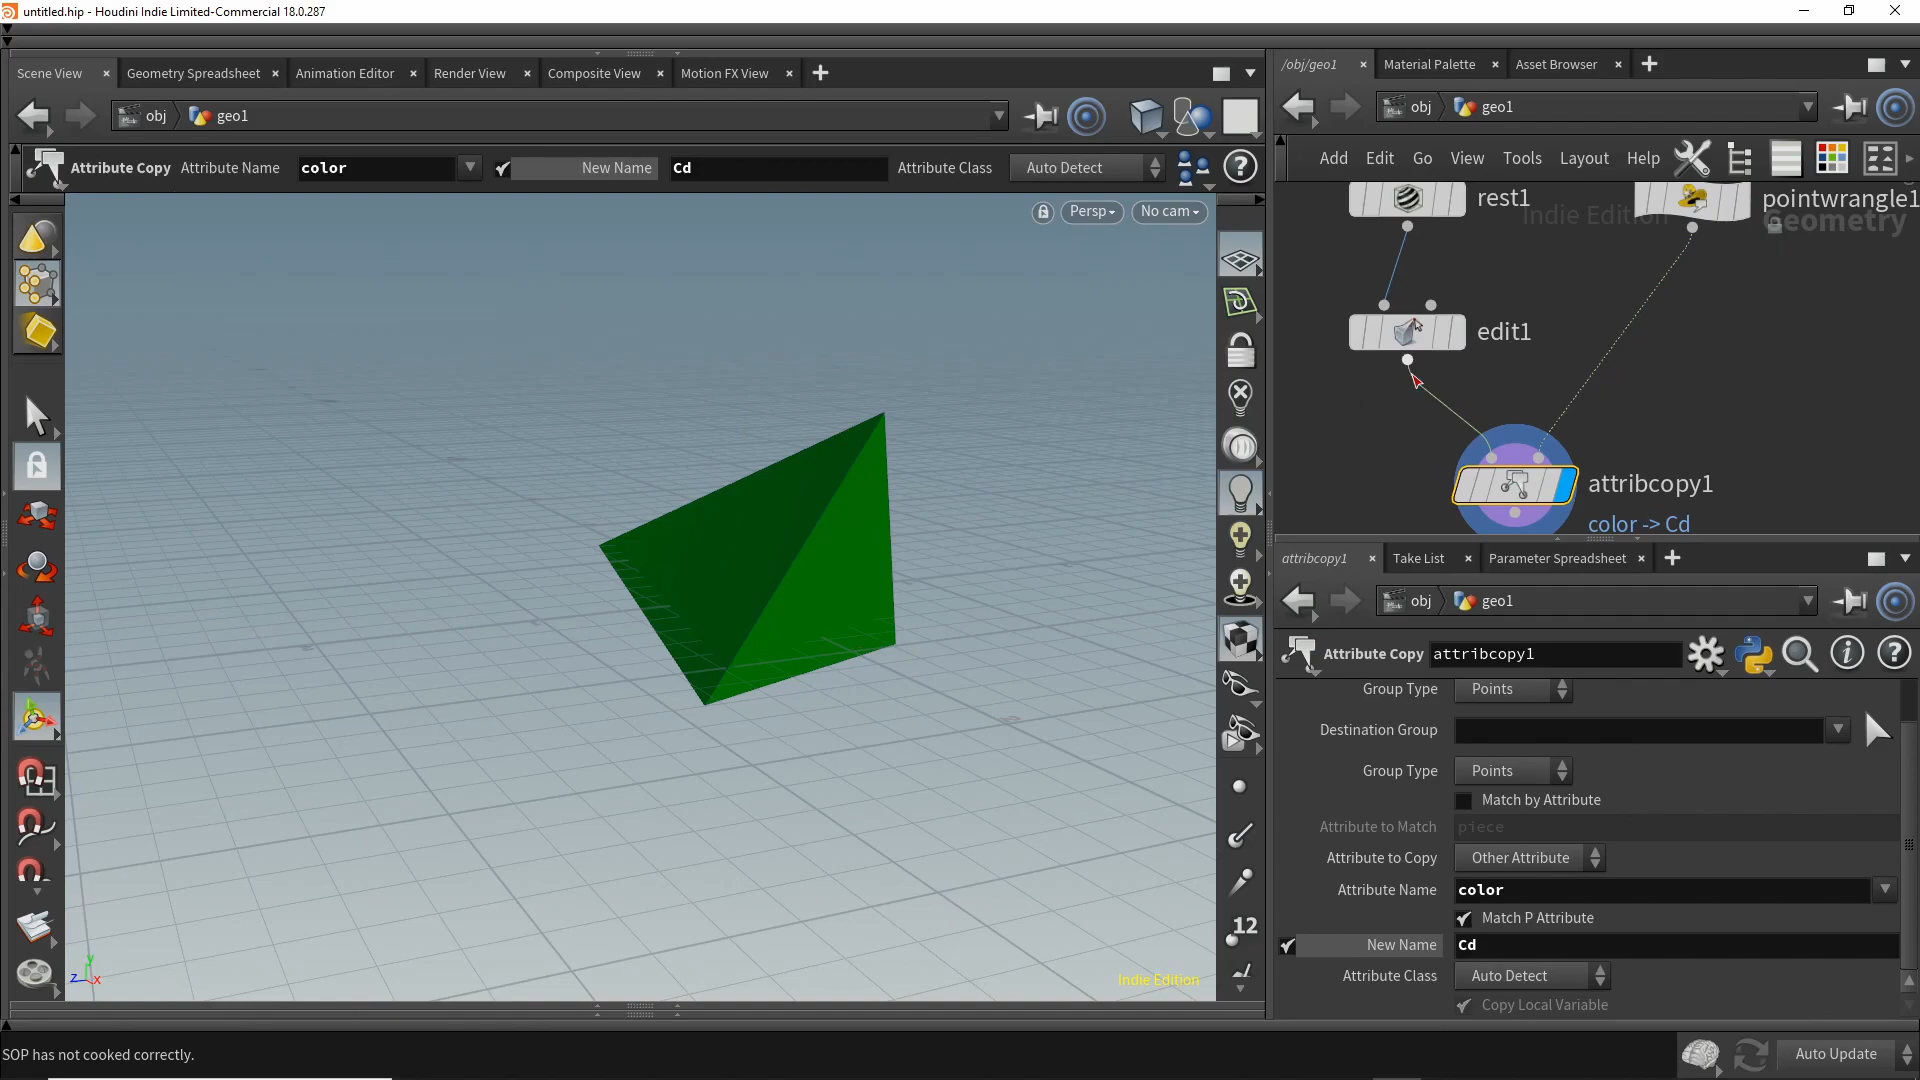 untitled.hip - Houdini Indie Limited-Commercial 18.0.287
Scene View
Geometry Spreadsheet
Animation Editor
Render View
Composite View
Motion FX View
obj
geo1
Attribute Copy
Attribute Name
color
New Name
Cd
Attribute Class
Auto Detect
Persp
No cam
Indie Edition
z
y
x
12
/obj/geo1
Material Palette
Asset Browser
obj
geo1
Add
Edit
Go
View
Tools
Layout
Help
rest1
Indie Edition
pointwrangle1
Geometry
edit1
attribcopy1
color -> Cd
attribcopy1
Take List
Parameter Spreadsheet
obj
geo1
Attribute Copy
attribcopy1
Group Type
Points
Destination Group
Group Type
Points
Match by Attribute
Attribute to Match
piece
Attribute to Copy
Other Attribute
Attribute Name
color
Match P Attribute
New Name
Cd
Attribute Class
Auto Detect
Copy Local Variable
SOP has not cooked correctly.
Auto Update